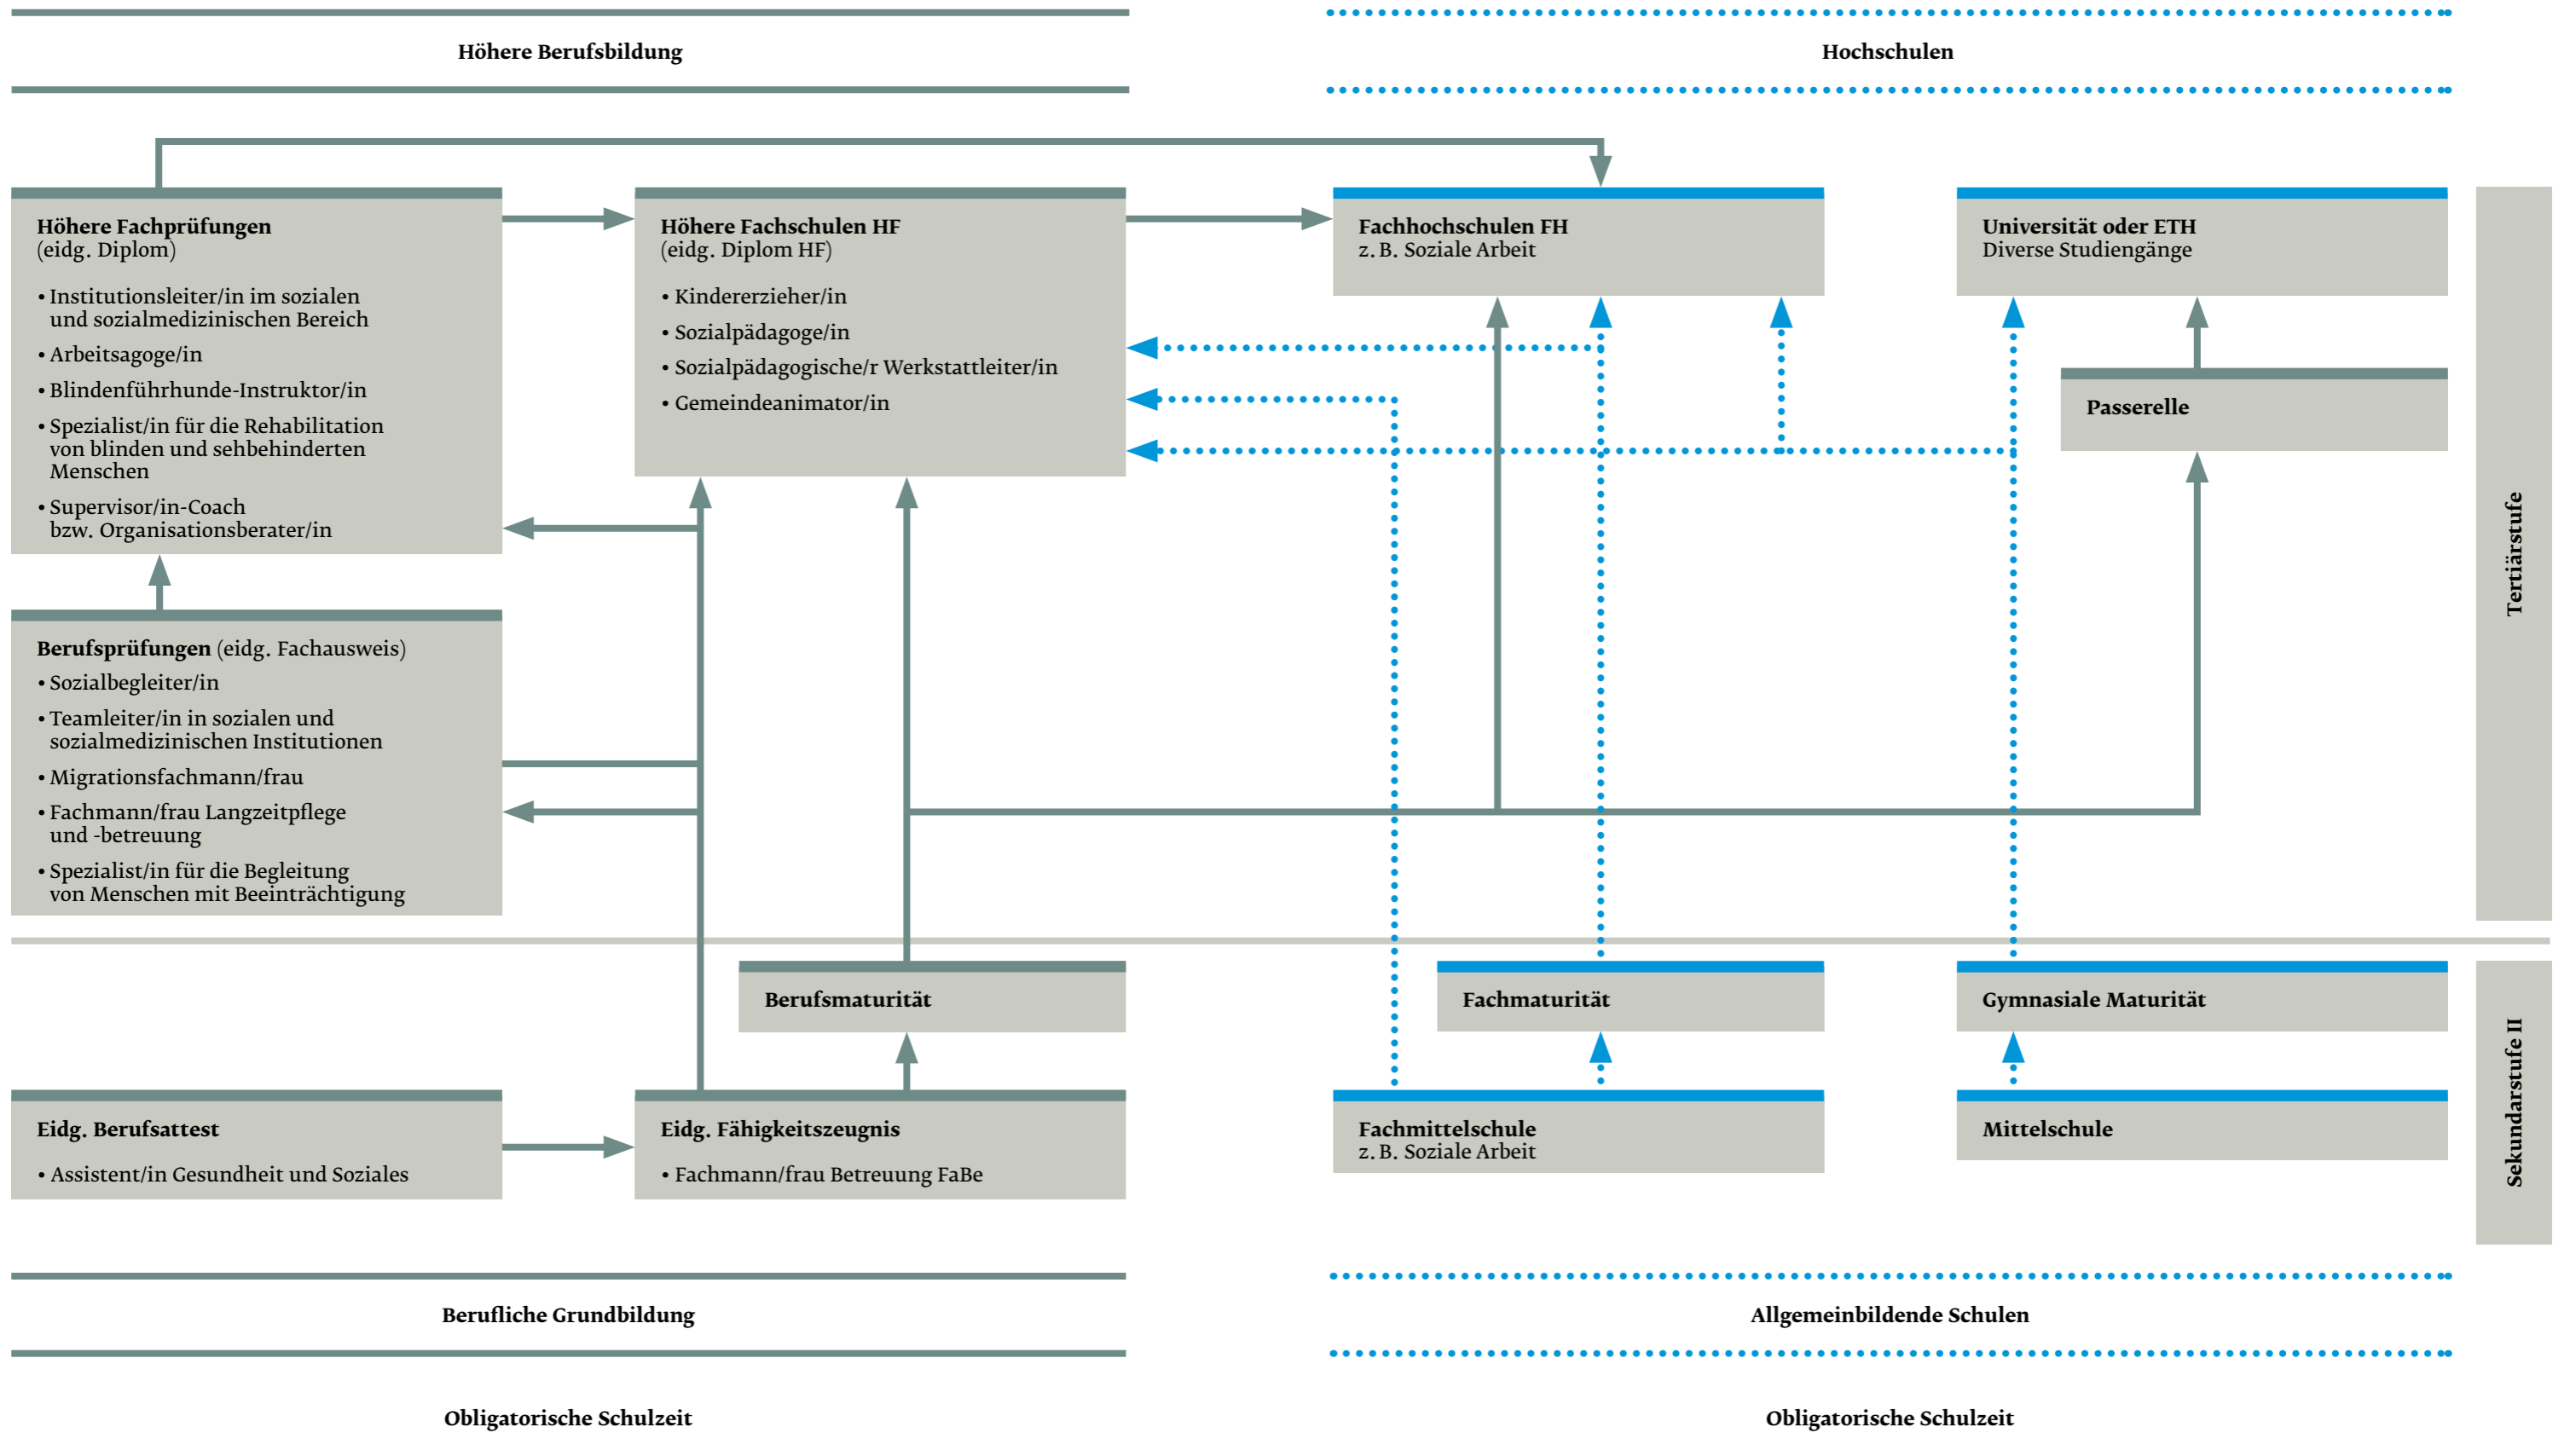 Höhere Berufsbildung
Hochschulen
Höhere Fachprüfungen
(eidg. Diplom)
• Institutionsleiter/in im sozialen
und sozialmedizinischen Bereich
• Arbeitsagoge/in
• Blindenführhunde-Instruktor/in
• Spezialist/in für die Rehabilitation
von blinden und sehbehinderten
Menschen
• Supervisor/in-Coach
bzw. Organisationsberater/in
Höhere Fachschulen HF
(eidg. Diplom HF)
• Kindererzieher/in
• Sozialpädagoge/in
• Sozialpädagogische/r Werkstattleiter/in
• Gemeindeanimator/in
Fachhochschulen FH
z. B. Soziale Arbeit
Universität oder ETH
Diverse Studiengänge
Passerelle
Tertiärstufe
Berufsprüfungen (eidg. Fachausweis)
• Sozialbegleiter/in
• Teamleiter/in in sozialen und
sozialmedizinischen Institutionen
• Migrationsfachmann/frau
• Fachmann/frau Langzeitpflege
und -betreuung
• Spezialist/in für die Begleitung
von Menschen mit Beeinträchtigung
Berufsmaturität
Fachmaturität
Gymnasiale Maturität
Sekundarstufe II
Eidg. Berufsattest
• Assistent/in Gesundheit und Soziales
Eidg. Fähigkeitszeugnis
• Fachmann/frau Betreuung FaBe
Fachmittelschule
z. B. Soziale Arbeit
Mittelschule
Berufliche Grundbildung
Allgemeinbildende Schulen
Obligatorische Schulzeit
Obligatorische Schulzeit